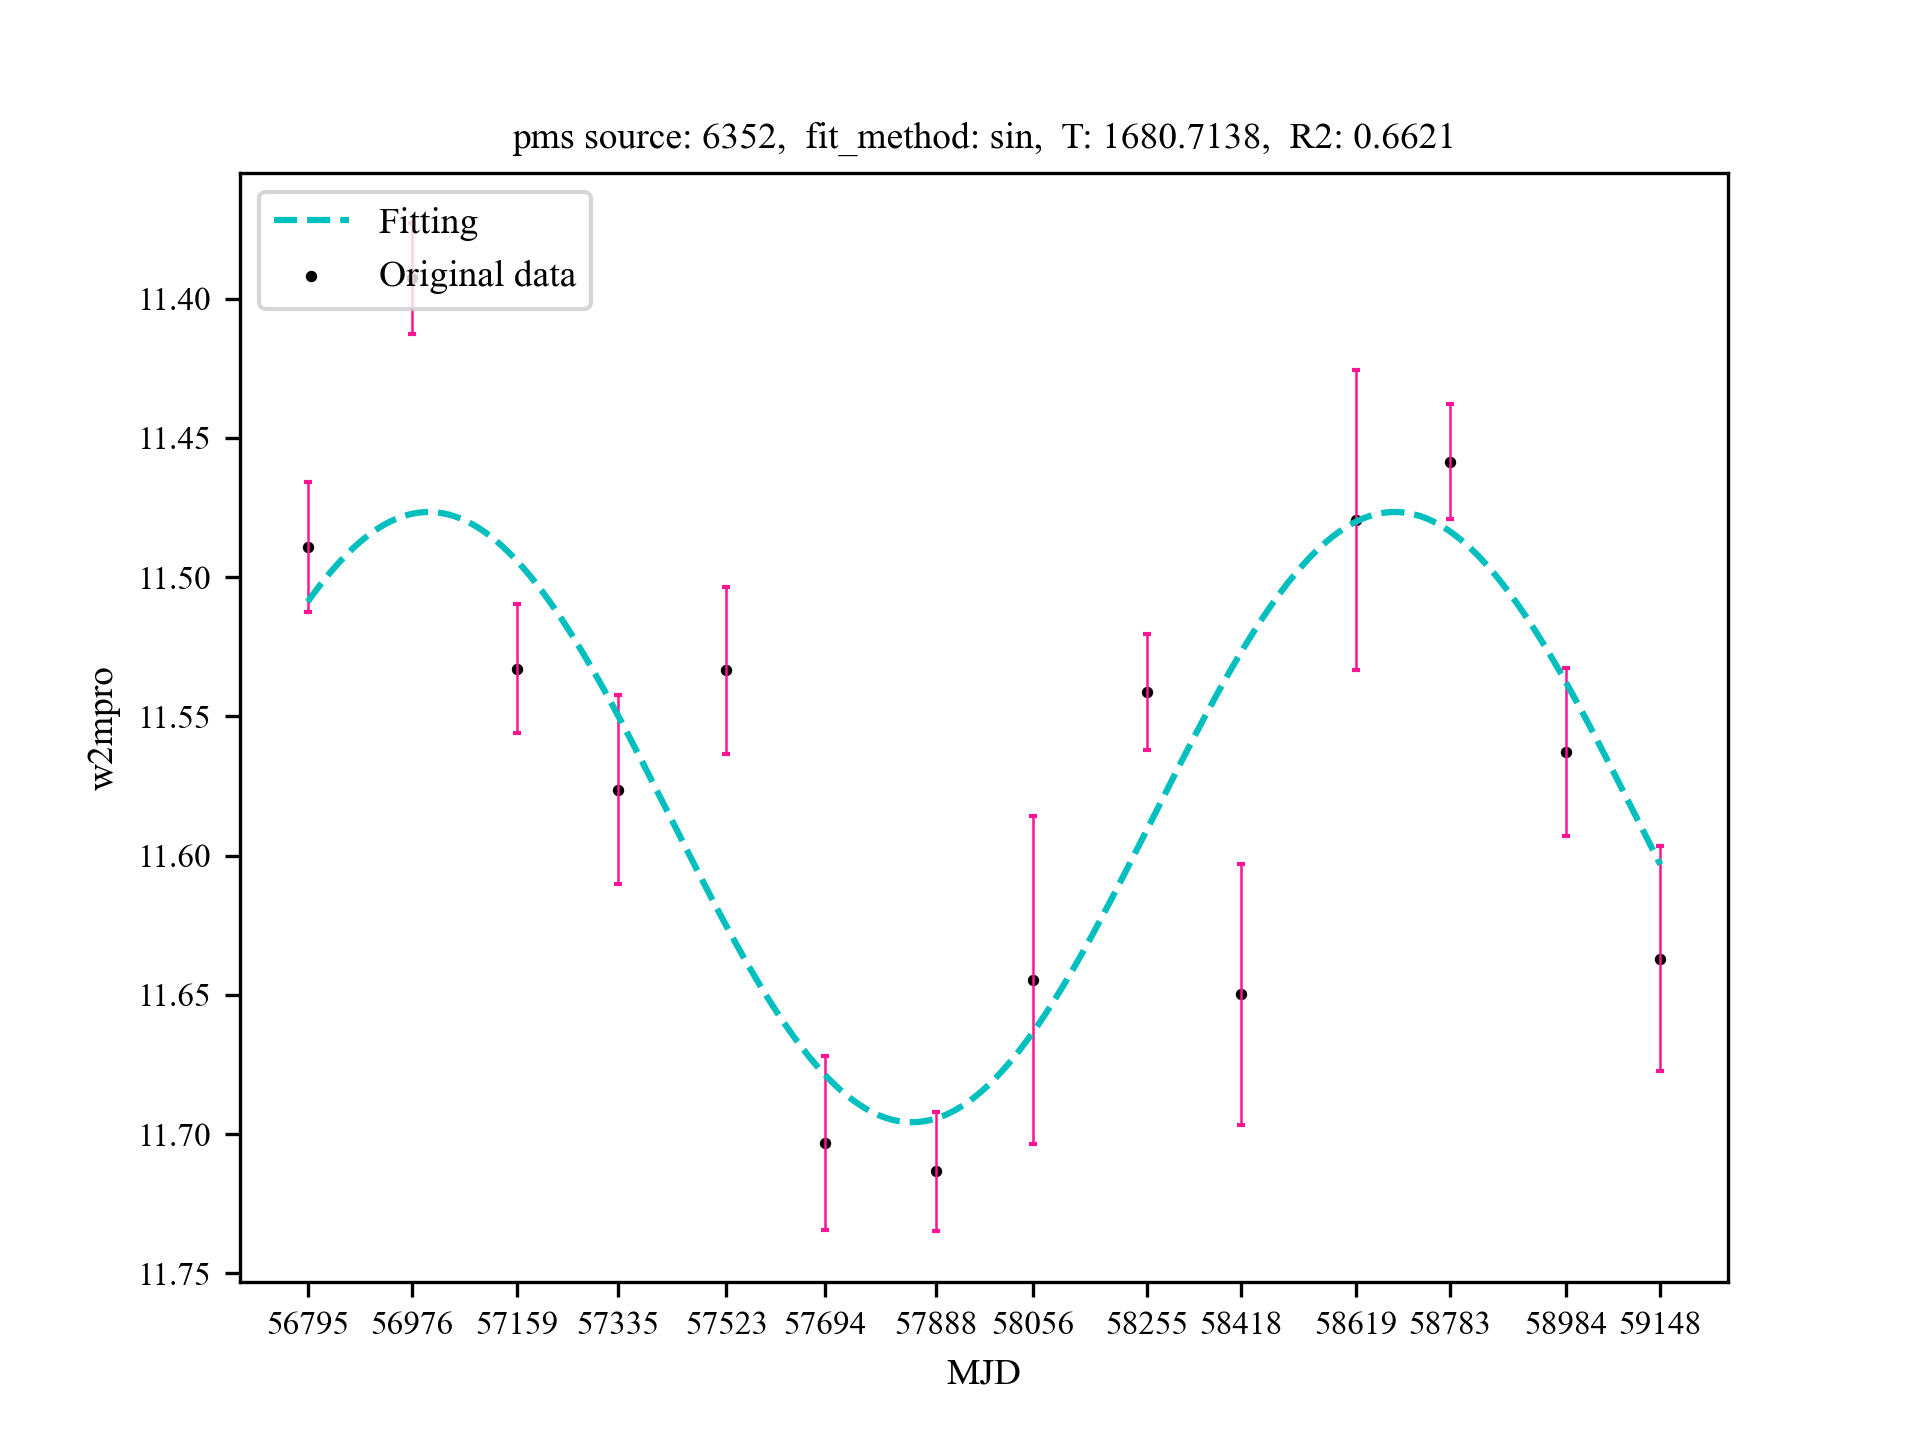 pms source: 6352,  fit_method: sin,  T: 1680.7138,  R2: 0.6621
Fitting
Original data
11.40
11.45
11.50
11.55
11.60
11.65
11.70
11.75
w2mpro
56795 56976 57159 57335 57523 57694 57888 58056 58255 58418 58619 58783 58984 59148
MJD